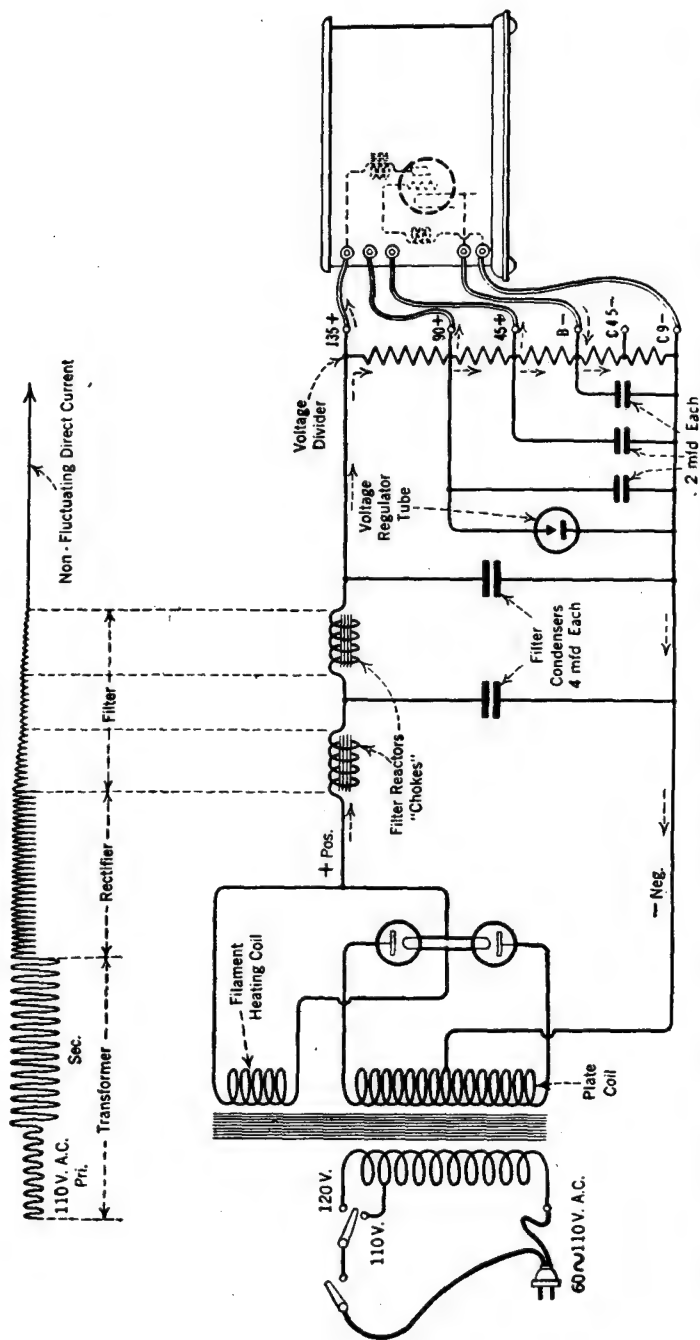 Non-Fluctuating Direct Current
Filter
Rectifier
Transformer
Sec.
110 V. A.C.
Pri.
120 V.
110 V.
60~110 V. A.C.
Filament
Heating Coil
Plate
Coil
+ Pos.
– Neg.
Filter Reactors
"Chokes"
Filter
Condensers
4 mfd Each
Voltage
Regulator
Tube
Voltage
Divider
135+
90+
45+
B-
C 4 5-
C 9-
2 mfd Each